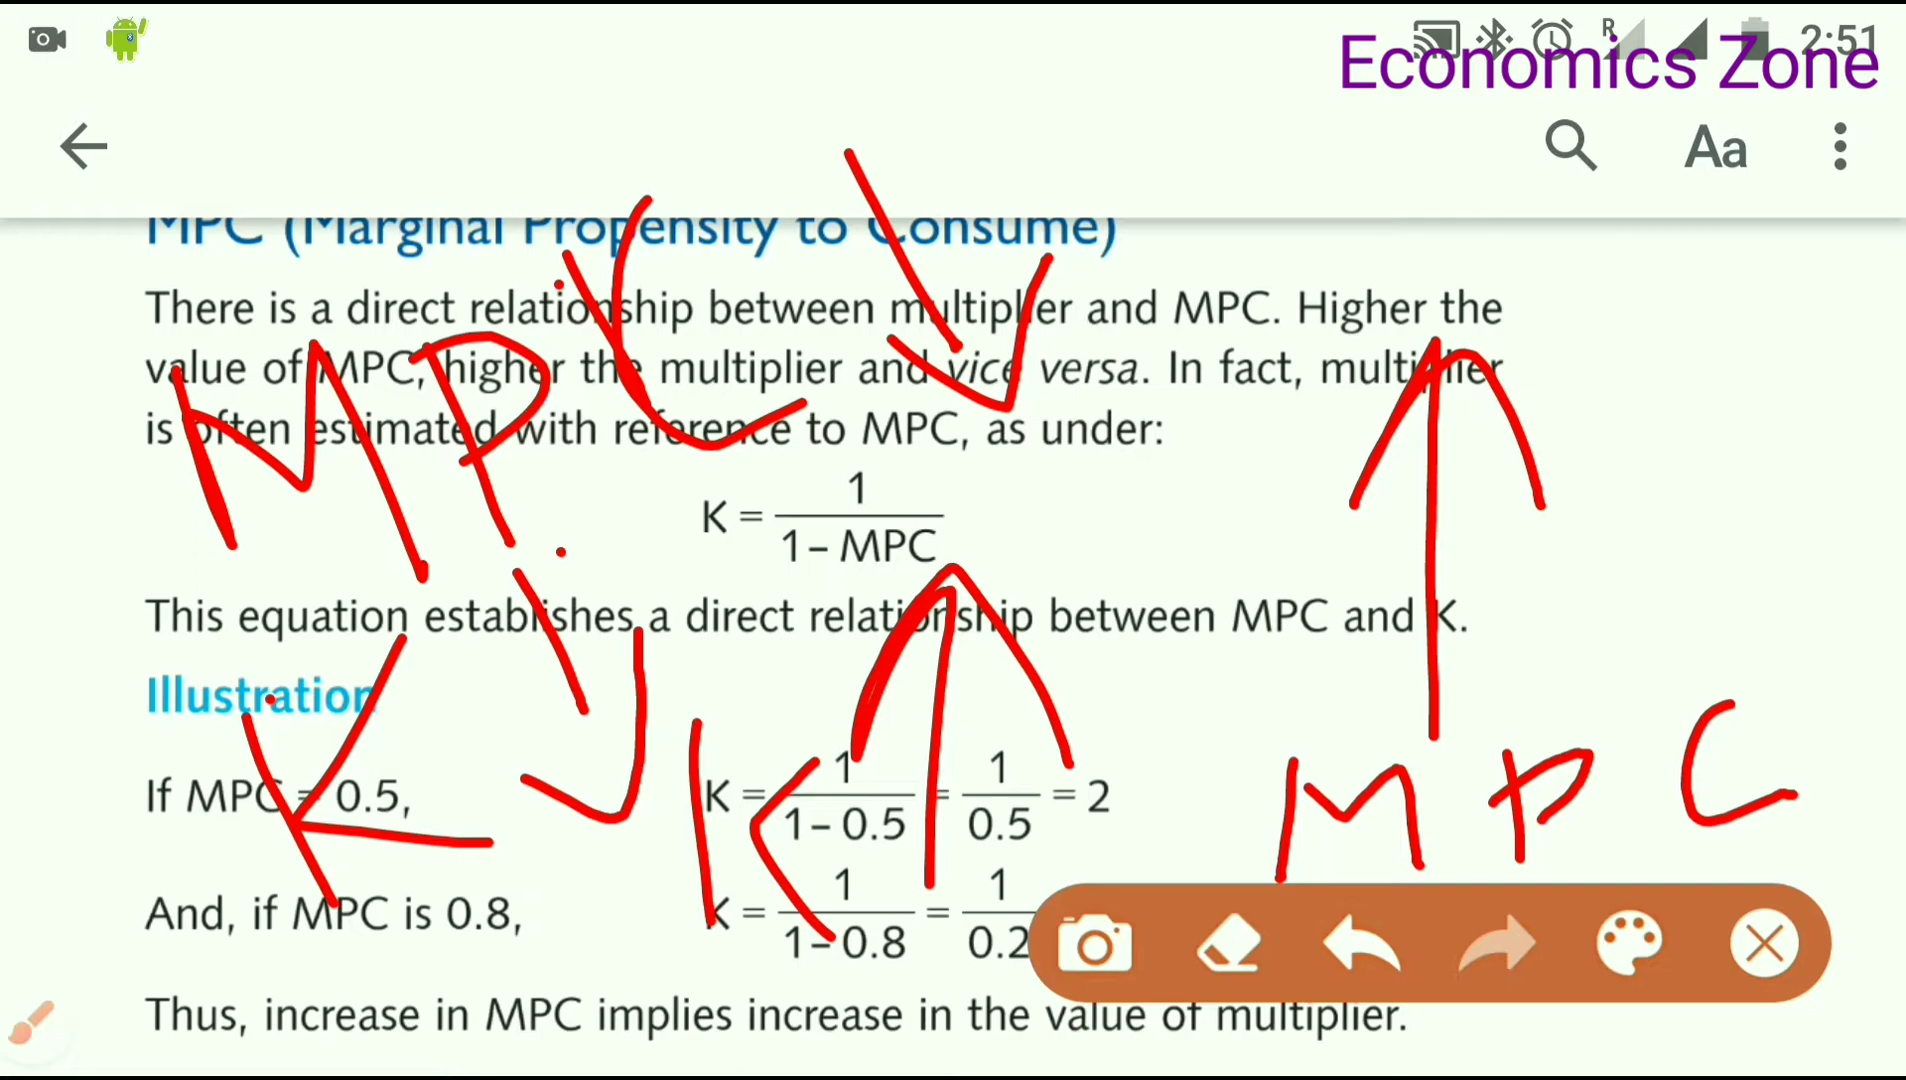 R 2:51
Economics Zone
Aa
MPC (Marginal Propensity to Consume)
There is a direct relationship between multiplier and MPC. Higher the
value of MPC, higher the multiplier and vice versa. In fact, multiplier
is often estimated with reference to MPC, as under:
K = 1 / 1– MPC
This equation establishes a direct relationship between MPC and K.
Illustration
If MPC = 0.5, K = 1 / 1– 0.5 = 1 / 0.5 = 2
And, if MPC is 0.8, K = 1 / 1– 0.8 = 1 / 0.2
Thus, increase in MPC implies increase in the value of multiplier.
MPC
K
K
MPC